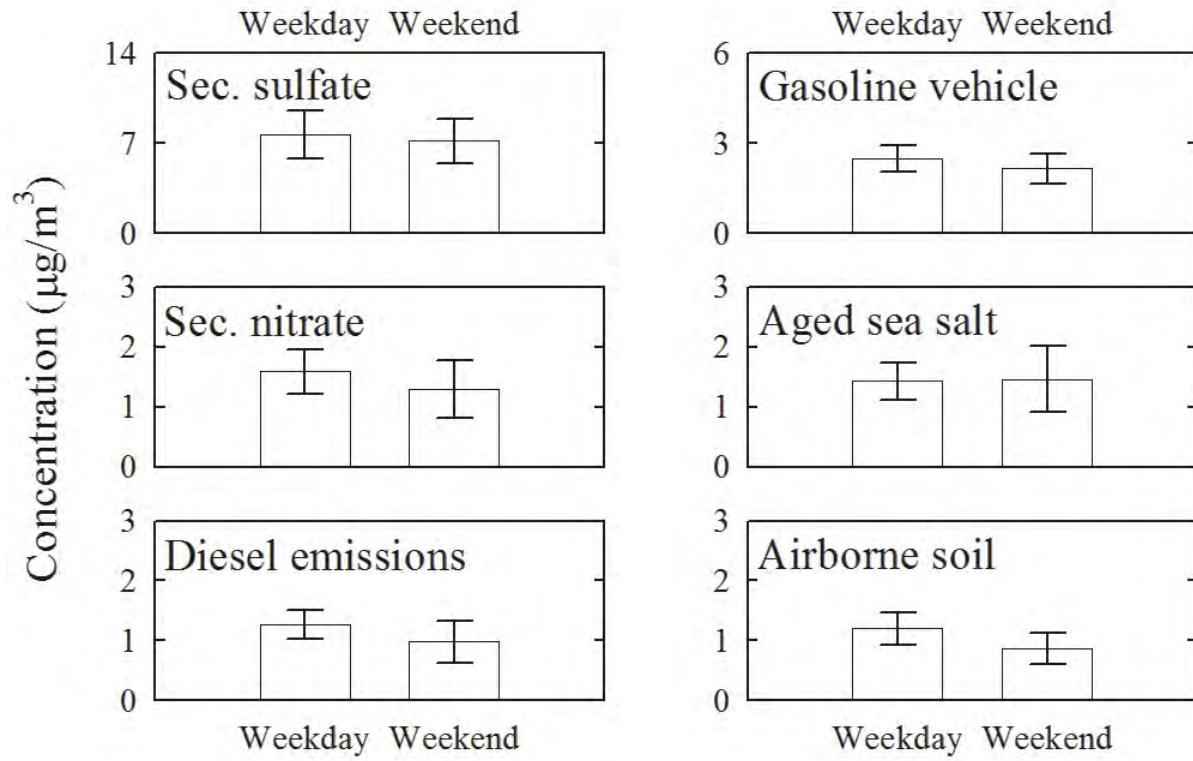 Weekday Weekend
Weekday Weekend
Concentration (µg/m³)
14
7
0
Sec. sulfate
6
3
0
Gasoline vehicle
3
2
1
0
Sec. nitrate
3
2
1
0
Aged sea salt
3
2
1
0
Diesel emissions
3
2
1
0
Airborne soil
Weekday Weekend
Weekday Weekend